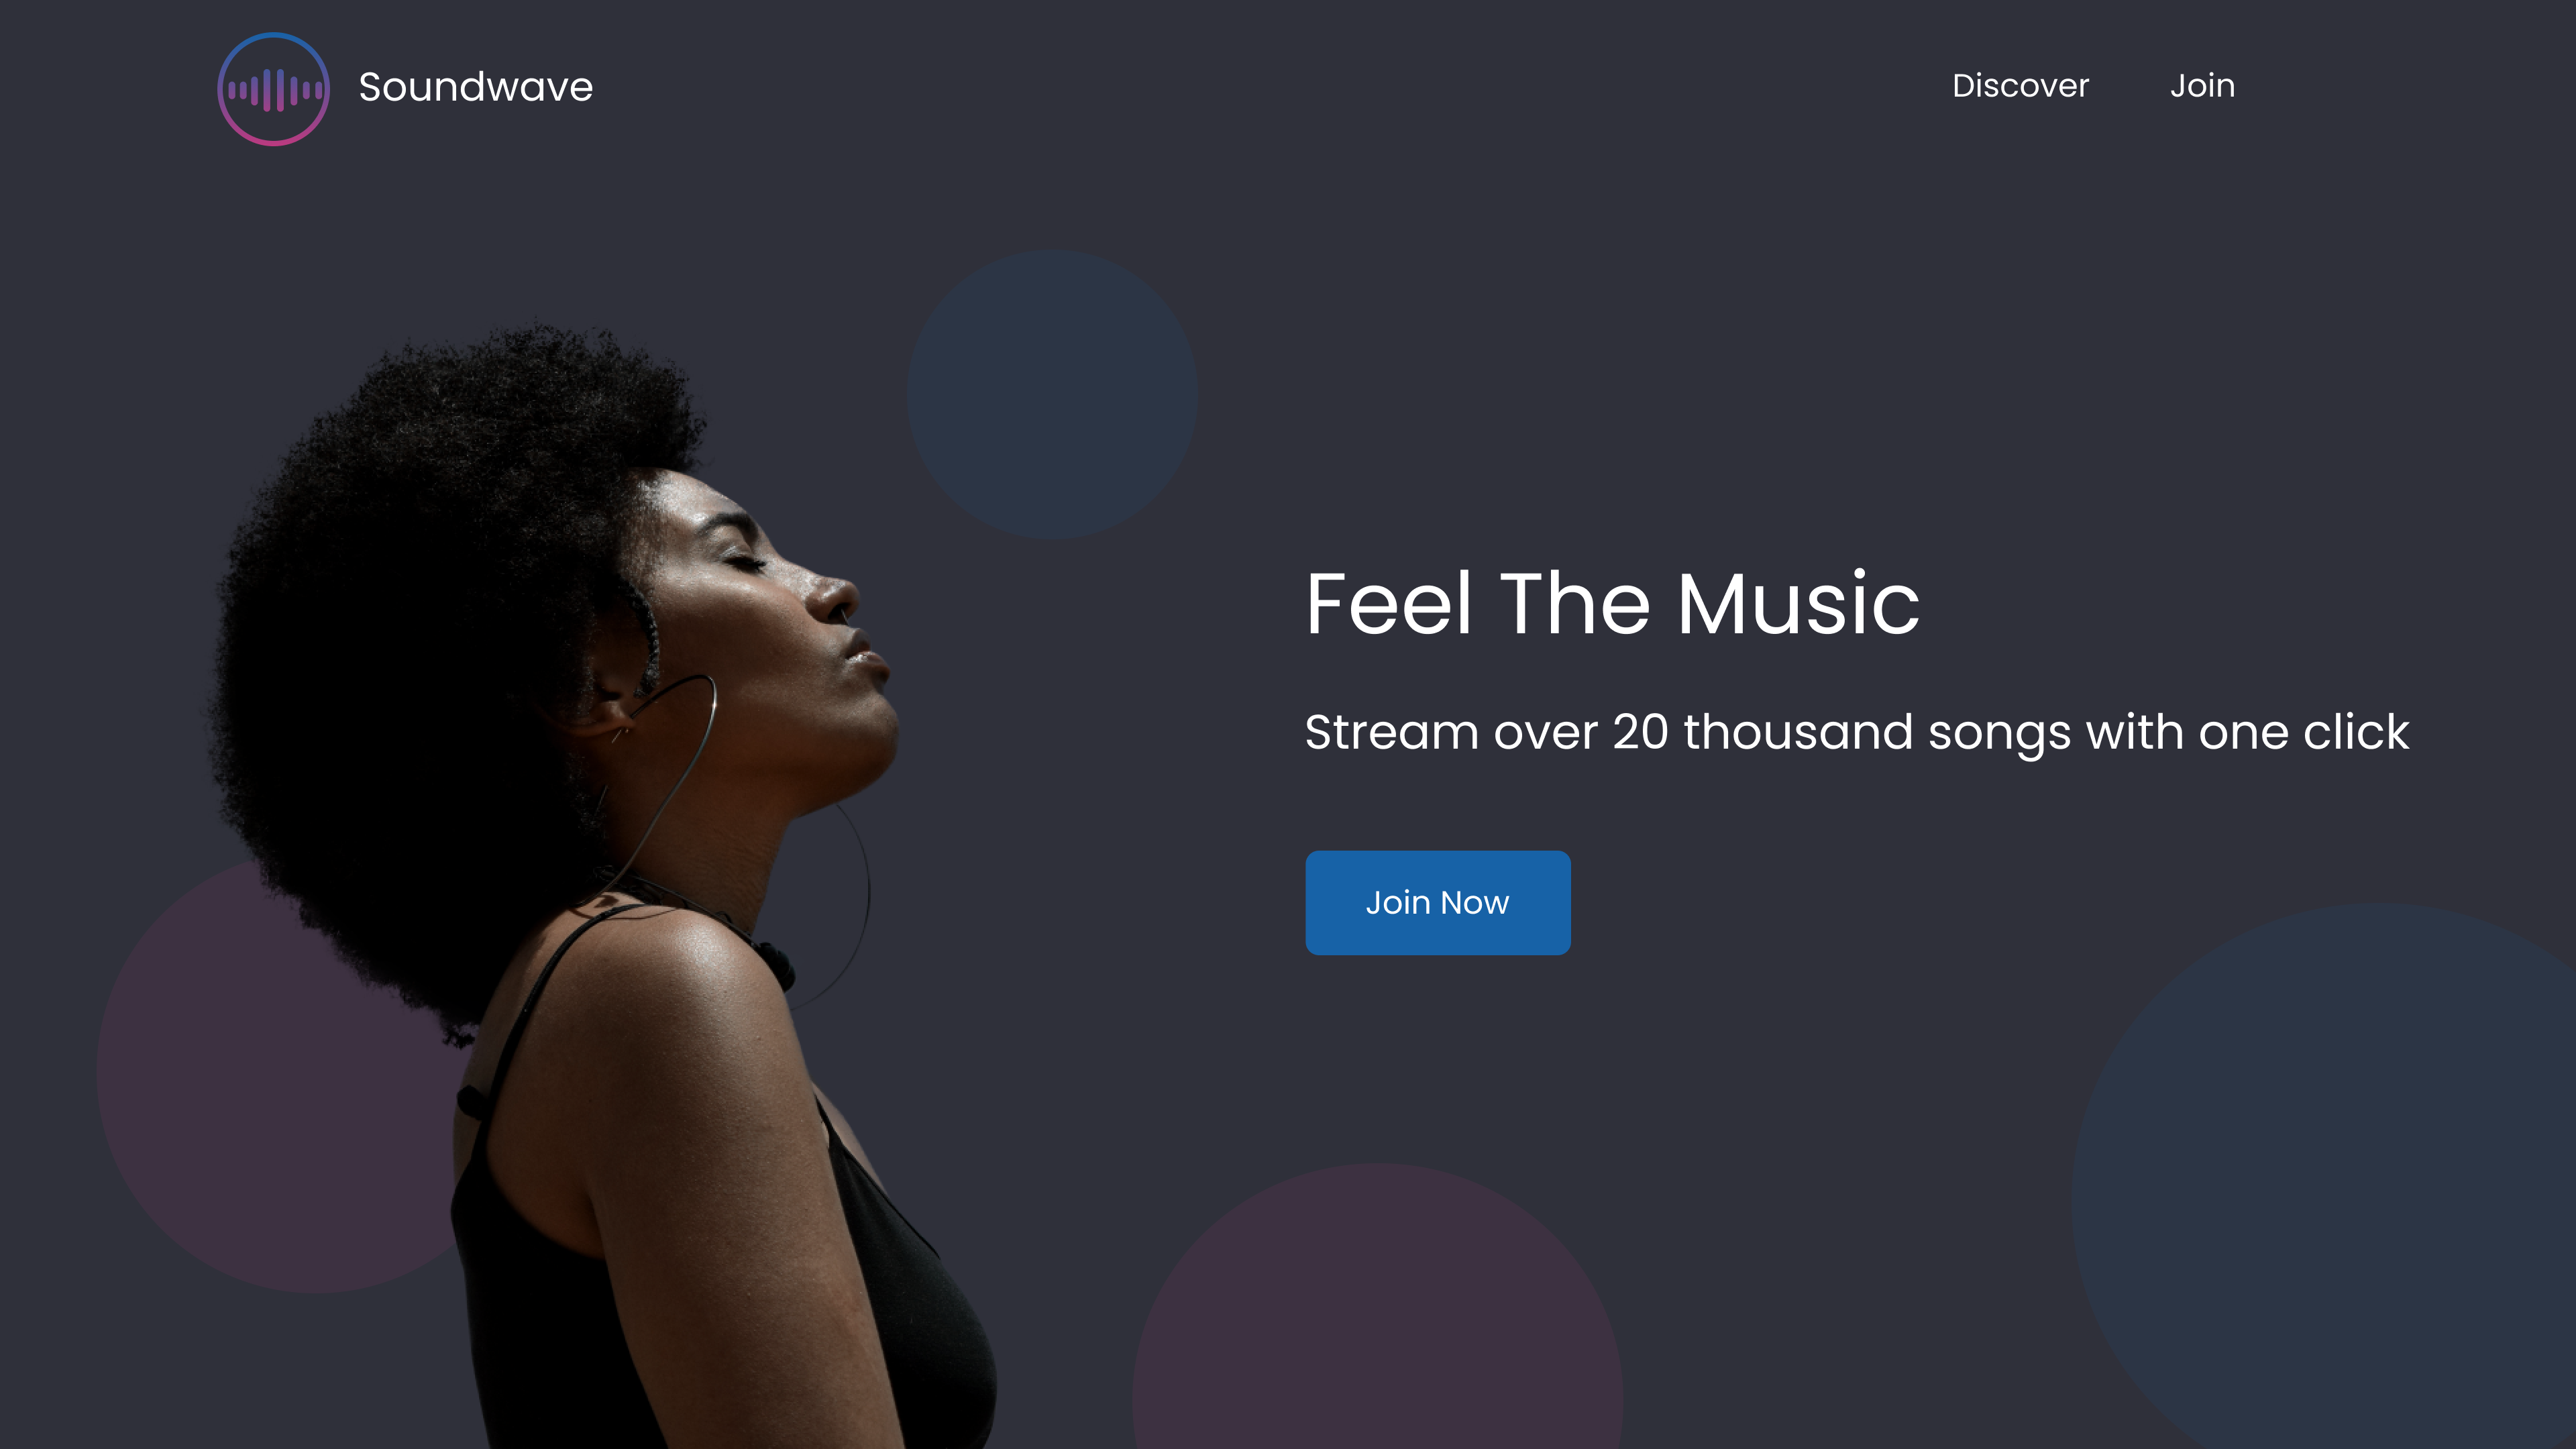 Soundwave
Discover
Join
Feel The Music
Stream over 20 thousand songs with one click
Join Now